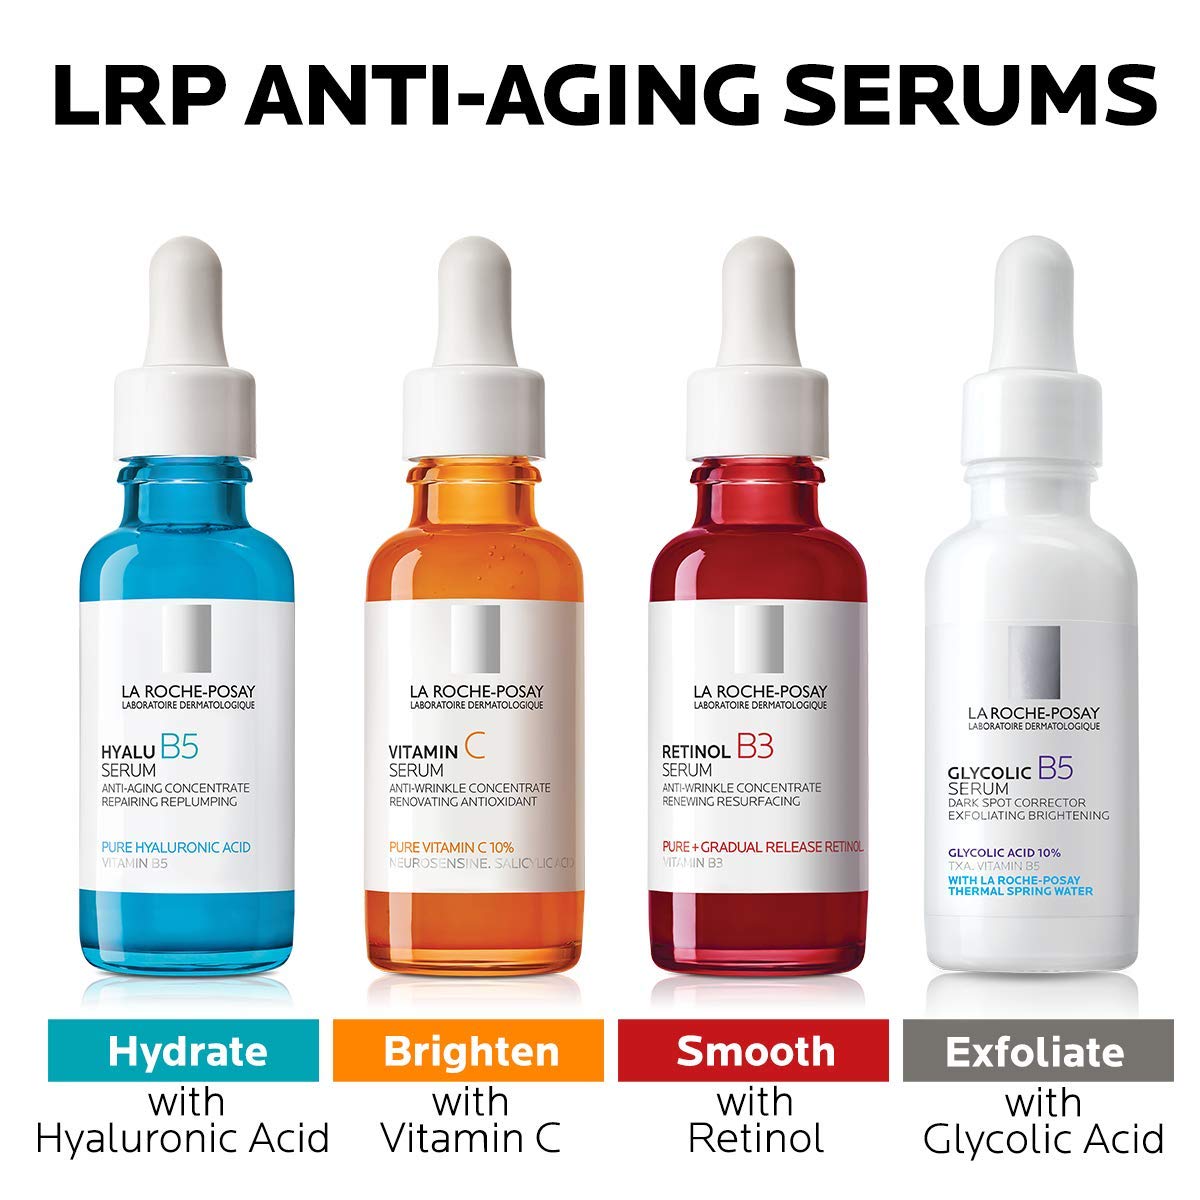 LRP ANTI-AGING SERUMS
LA ROCHE-POSAY
LABORATOIRE DERMATOLOGIQUE
HYALU B5
SERUM
ANTI-AGING CONCENTRATE
REPAIRING REPLUMPING
PURE HYALURONIC ACID
VITAMIN B5
LA ROCHE-POSAY
LABORATOIRE DERMATOLOGIQUE
VITAMIN C
SERUM
ANTI-WRINKLE CONCENTRATE
RENOVATING ANTIOXIDANT
PURE VITAMIN C 10%
NEUROSENSINE. SALICYLIC ACID
LA ROCHE-POSAY
LABORATOIRE DERMATOLOGIQUE
RETINOL B3
SERUM
ANTI-WRINKLE CONCENTRATE
RENEWING RESURFACING
PURE + GRADUAL RELEASE RETINOL
VITAMIN B3
LA ROCHE-POSAY
LABORATOIRE DERMATOLOGIQUE
GLYCOLIC B5
SERUM
DARK SPOT CORRECTOR
EXFOLIATING BRIGHTENING
GLYCOLIC ACID 10%
TXA. VITAMIN B5
WITH LA ROCHE-POSAY
THERMAL SPRING WATER
Hydrate
with
Hyaluronic Acid
Brighten
with
Vitamin C
Smooth
with
Retinol
Exfoliate
with
Glycolic Acid